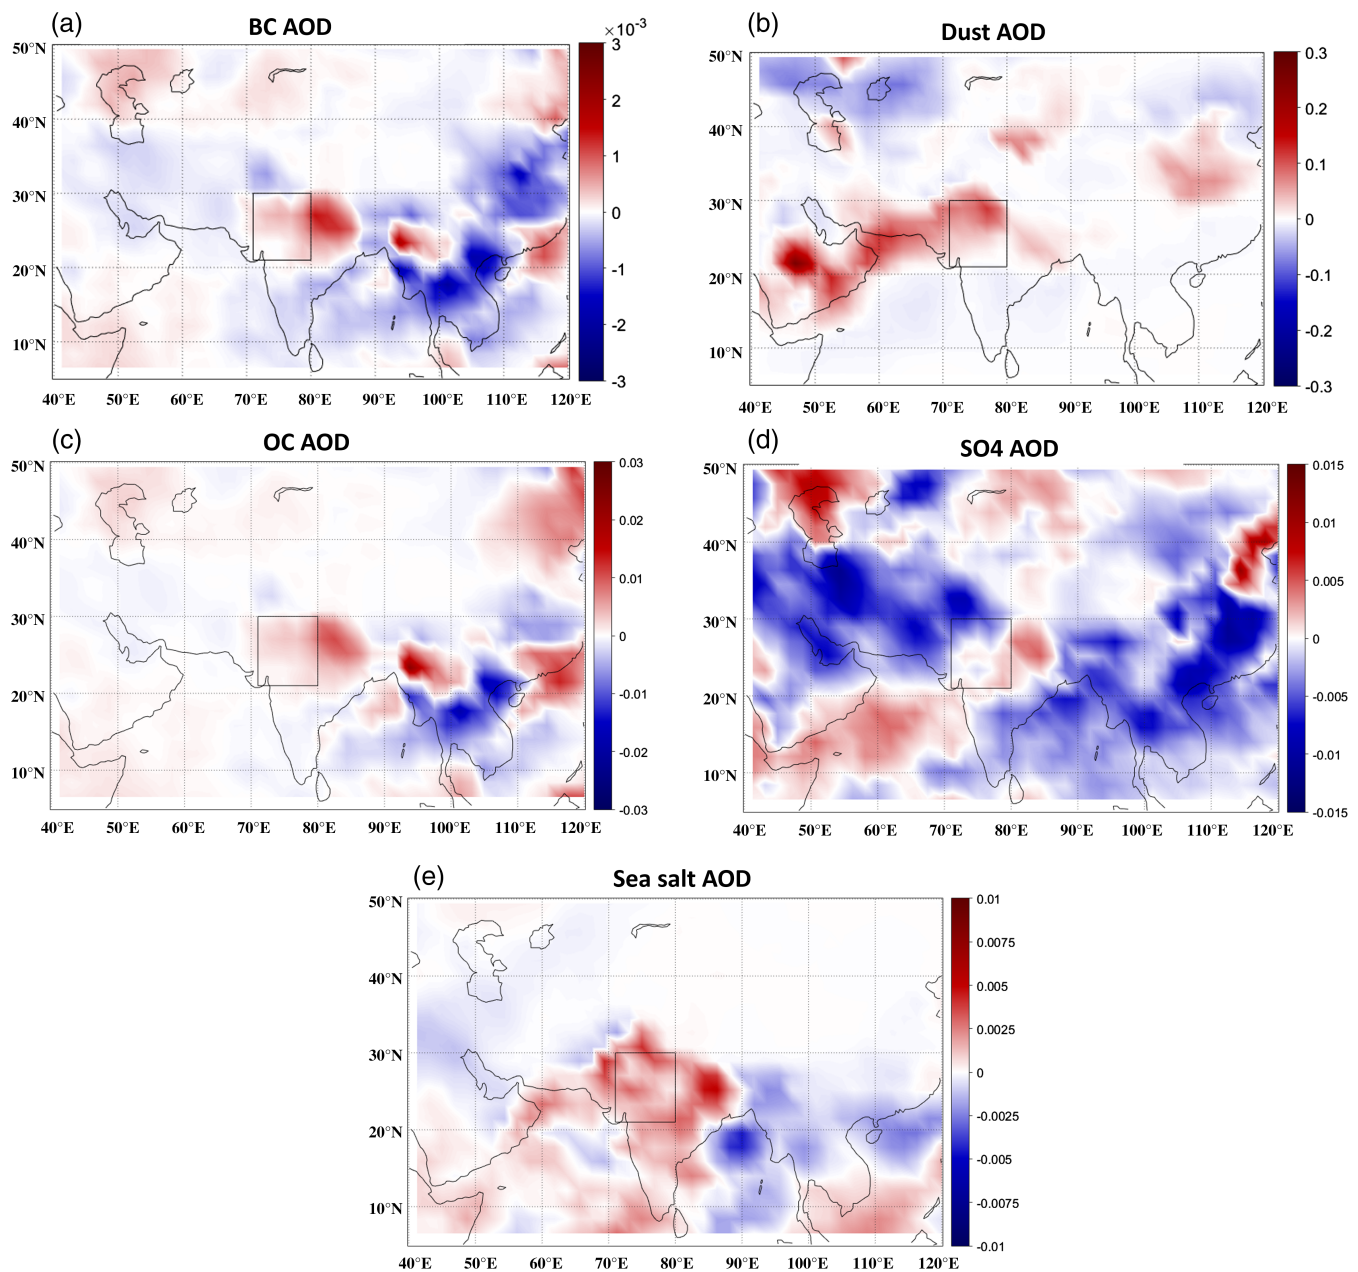 (a) BC AOD
×10⁻³
50°N
40°N
30°N
20°N
10°N
40°E 50°E 60°E 70°E 80°E 90°E 100°E 110°E 120°E
3
2
1
0
-1
-2
-3
(b) Dust AOD
50°N
40°N
30°N
20°N
10°N
40°E 50°E 60°E 70°E 80°E 90°E 100°E 110°E 120°E
0.3
0.2
0.1
0
-0.1
-0.2
-0.3
(c) OC AOD
50°N
40°N
30°N
20°N
10°N
40°E 50°E 60°E 70°E 80°E 90°E 100°E 110°E 120°E
0.03
0.02
0.01
0
-0.01
-0.02
-0.03
(d) SO4 AOD
50°N
40°N
30°N
20°N
10°N
40°E 50°E 60°E 70°E 80°E 90°E 100°E 110°E 120°E
0.015
0.01
0.005
0
-0.005
-0.01
-0.015
(e) Sea salt AOD
50°N
40°N
30°N
20°N
10°N
40°E 50°E 60°E 70°E 80°E 90°E 100°E 110°E 120°E
0.01
0.0075
0.005
0.0025
0
-0.0025
-0.005
-0.0075
-0.01